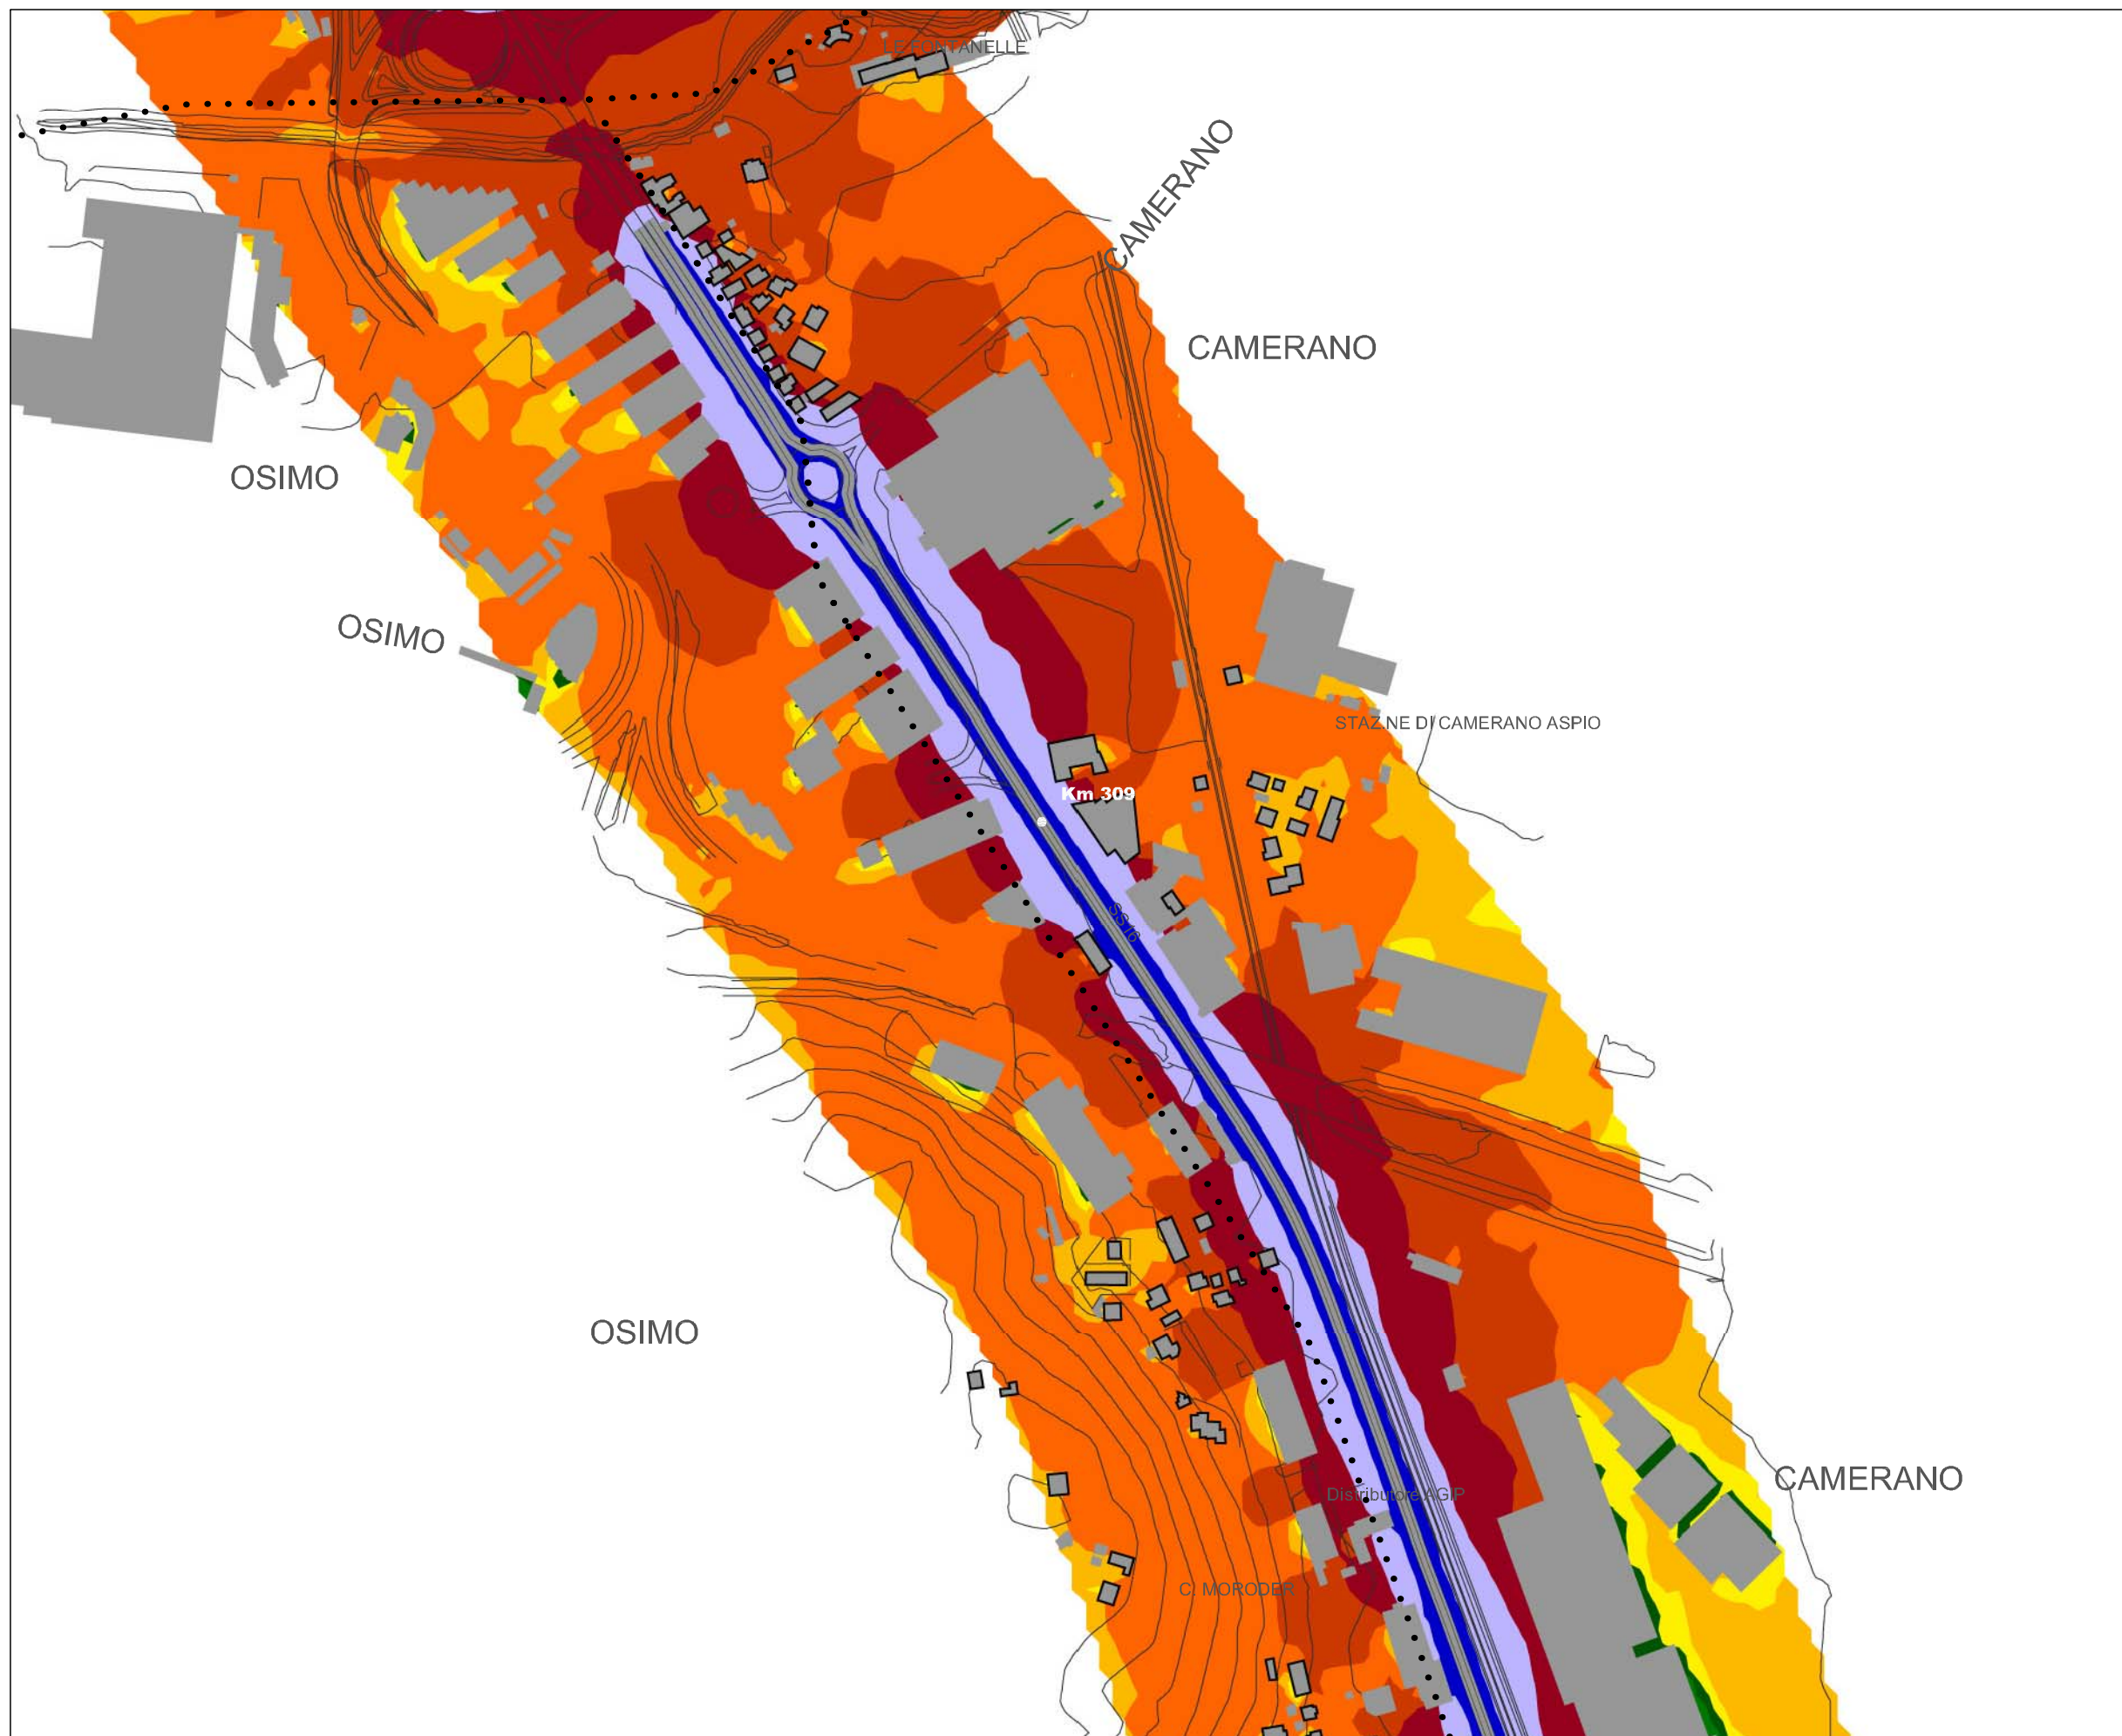 LE FONTANELLE
CAMERANO
CAMERANO
OSIMO
OSIMO
STAZ.NE DI CAMERANO ASPIO
Km 309
SS16
OSIMO
CAMERANO
Distributore AGIP
C. MORODER